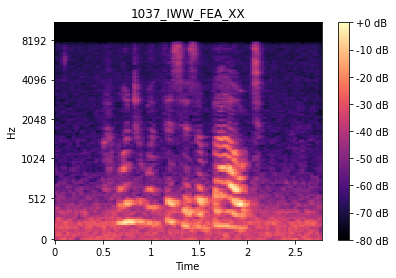 1037_IWW_FEA_XX
+0 dB
8192
-10 dB
4096
-20 dB
-30 dB
2048
Hz
-40 dB
1024
-50 dB
512
-60 dB
-70 dB
0
-80 dB
0 0.5 1 1.5 2 2.5
Time